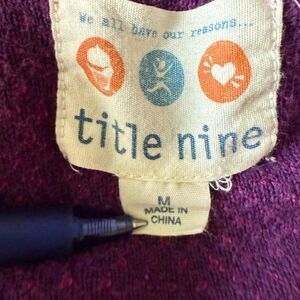 We all have our reasons...
title nine
M
MADE IN
CHINA